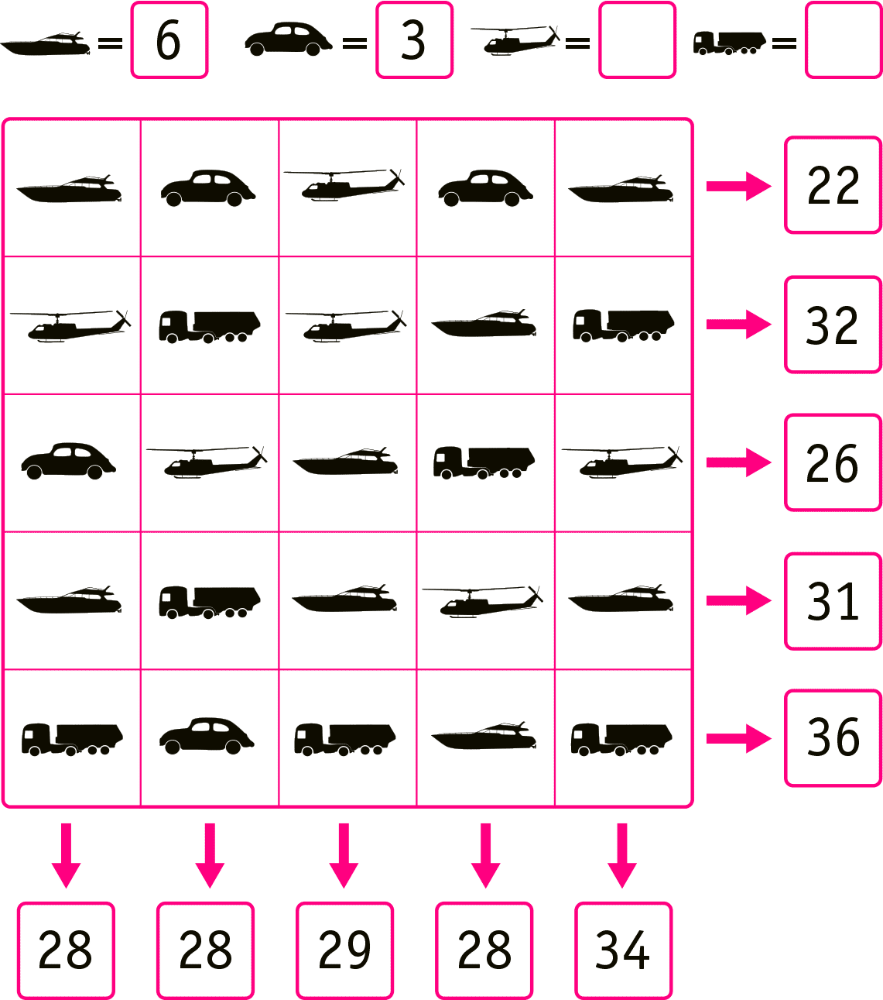 = 6 = 3 = =
22
32
26
31
36
28 28 29 28 34